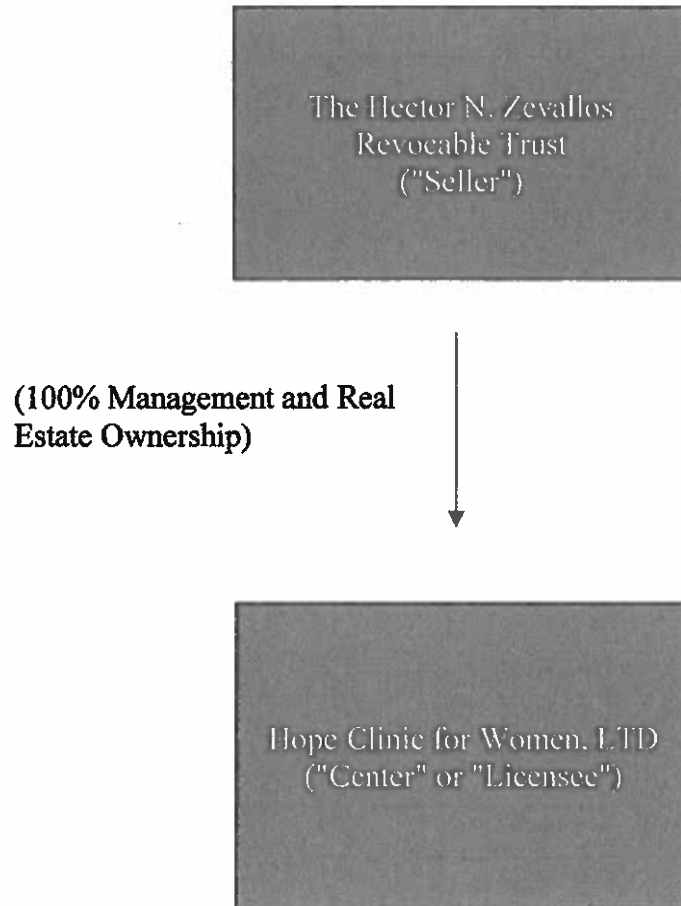 The Hector N. Zevallos
Revocable Trust
("Seller")
(100% Management and Real
Estate Ownership)
Hope Clinic for Women, LTD
("Center" or "Licensee")